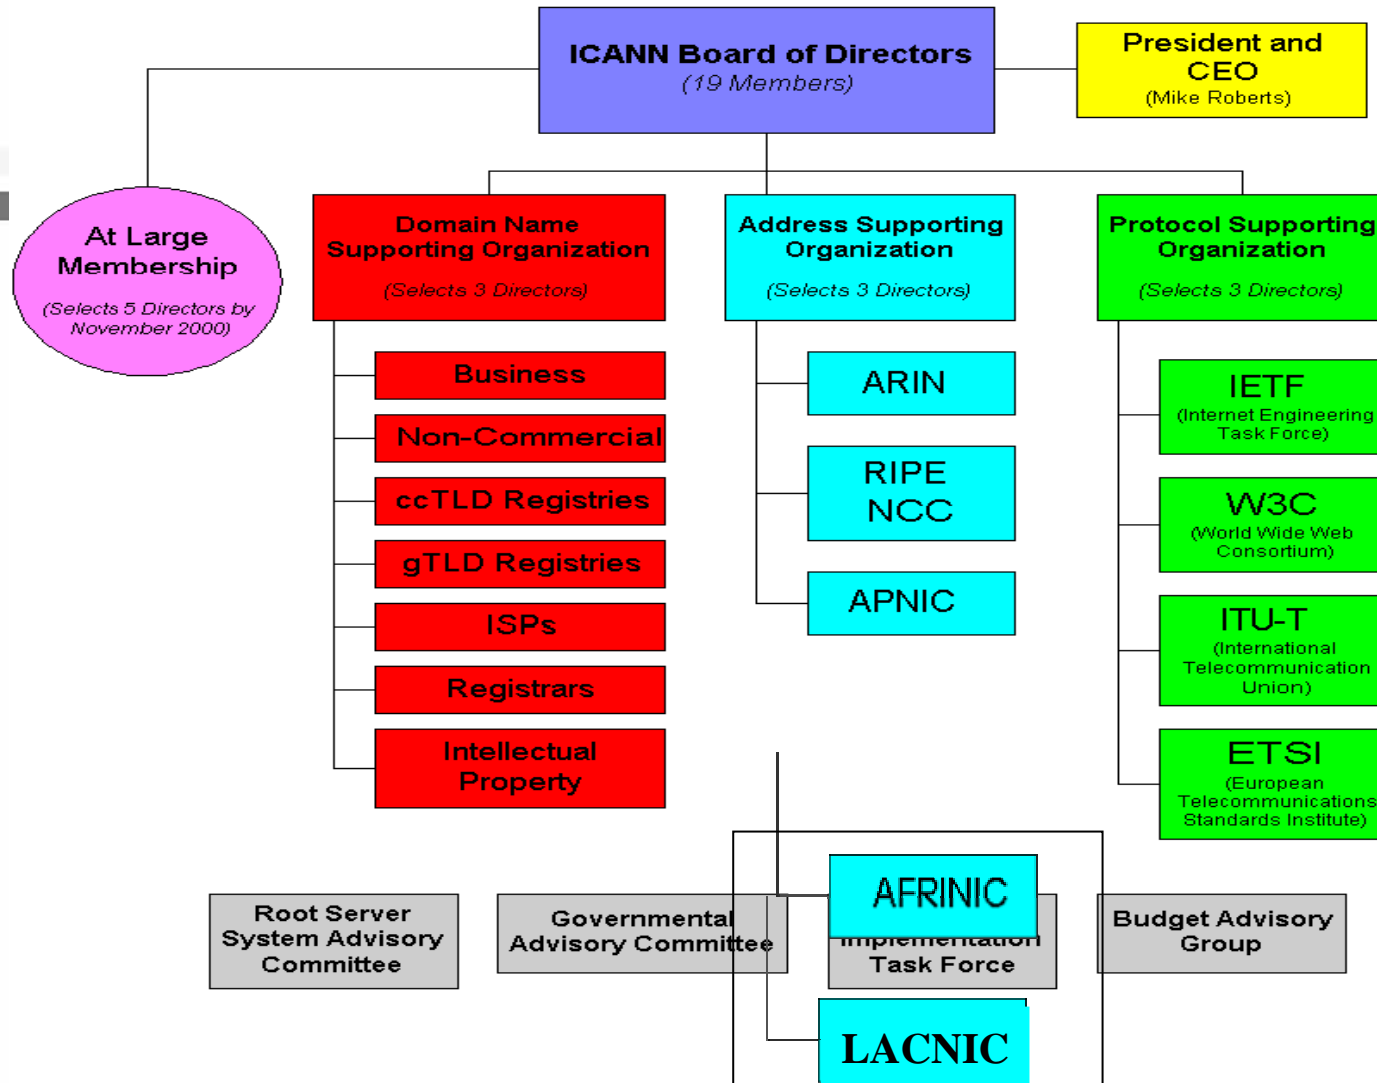 ICANN Board of Directors
(19 Members)
President and
CEO
(Mike Roberts)
At Large
Membership
(Selects 5 Directors by
November 2000)
Domain Name
Supporting Organization
(Selects 3 Directors)
Business
Non-Commercial
ccTLD Registries
gTLD Registries
ISPs
Registrars
Intellectual
Property
Address Supporting
Organization
(Selects 3 Directors)
ARIN
RIPE
NCC
APNIC
Protocol Supporting
Organization
(Selects 3 Directors)
IETF
(Internet Engineering
Task Force)
W3C
(World Wide Web
Consortium)
ITU-T
(International
Telecommunication
Union)
ETSI
(European
Telecommunications
Standards Institute)
AFRINIC
Root Server
System Advisory
Committee
Governmental
Advisory Committee
Implementation
Task Force
Budget Advisory
Group
LACNIC